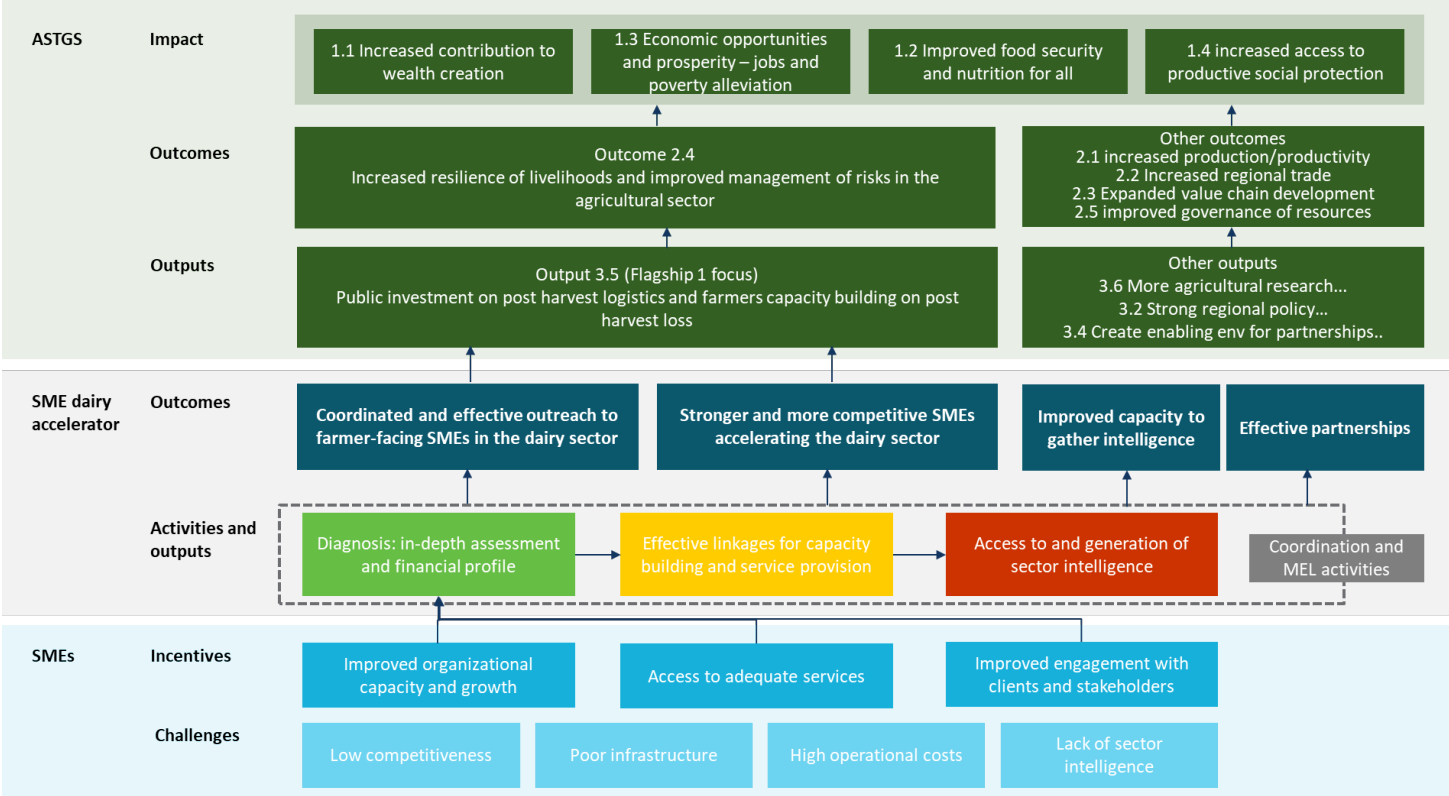 ASTGS
Impact
1.1 Increased contribution to
wealth creation
1.3 Economic opportunities
and prosperity – jobs and
poverty alleviation
1.2 Improved food security
and nutrition for all
1.4 increased access to
productive social protection
Outcomes
Outcome 2.4
Increased resilience of livelihoods and improved management of risks in the
agricultural sector
Other outcomes
2.1 increased production/productivity
2.2 Increased regional trade
2.3 Expanded value chain development
2.5 improved governance of resources
Outputs
Output 3.5 (Flagship 1 focus)
Public investment on post harvest logistics and farmers capacity building on post
harvest loss
Other outputs
3.6 More agricultural research...
3.2 Strong regional policy...
3.4 Create enabling env for partnerships..
SME dairy
accelerator
Outcomes
Coordinated and effective outreach to
farmer-facing SMEs in the dairy sector
Stronger and more competitive SMEs
accelerating the dairy sector
Improved capacity to
gather intelligence
Effective partnerships
Activities and
outputs
Diagnosis: in-depth assessment
and financial profile
Effective linkages for capacity
building and service provision
Access to and generation of
sector intelligence
Coordination and
MEL activities
SMEs
Incentives
Improved organizational
capacity and growth
Access to adequate services
Improved engagement with
clients and stakeholders
Challenges
Low competitiveness
Poor infrastructure
High operational costs
Lack of sector
intelligence